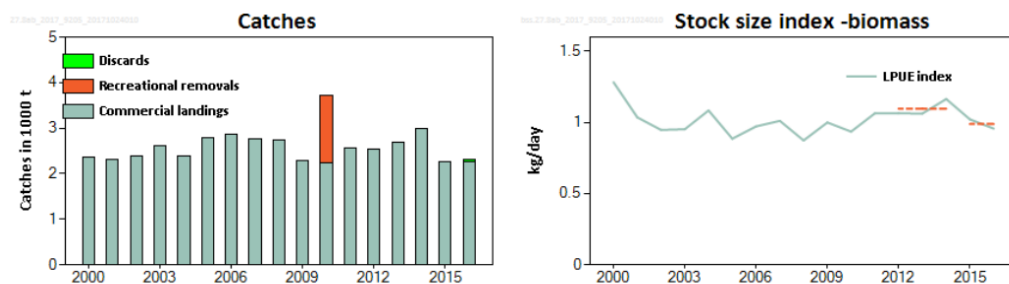 Catches
5
4
3
2
1
0
Catches in 1000 t
Discards
Recreational removals
Commercial landings
2000 2003 2006 2009 2012 2015
Stock size index -biomass
1.5
1
0.5
0
kg/day
LPUE index
2000 2003 2006 2009 2012 2015